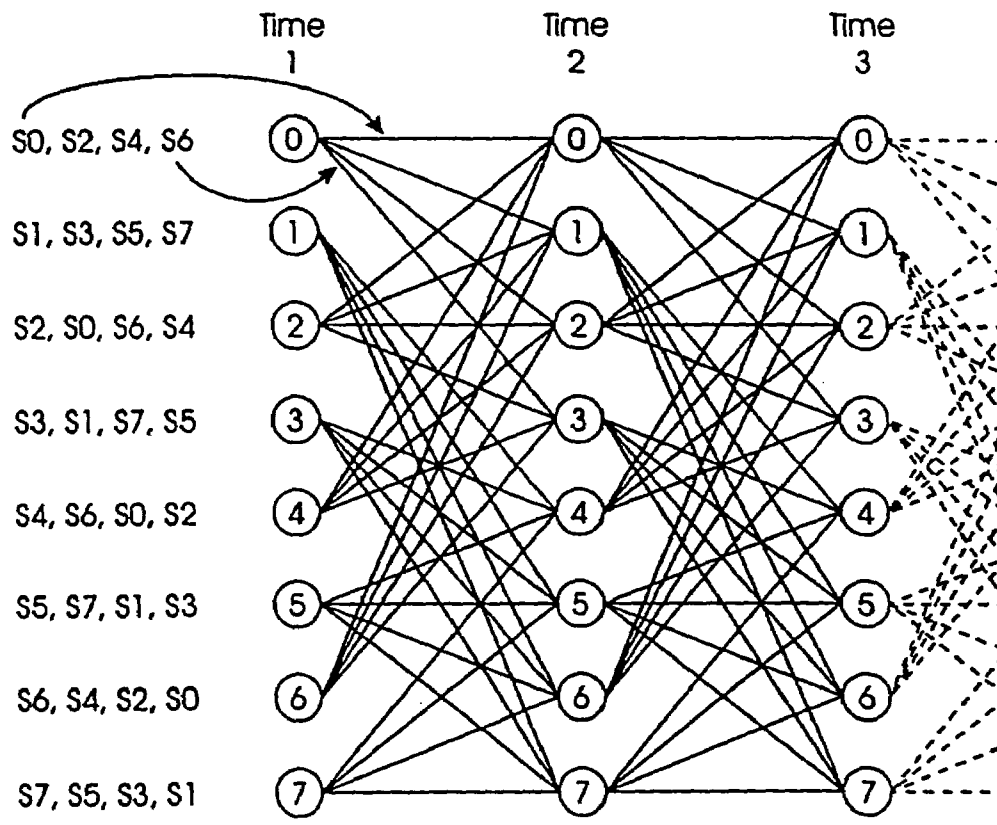 Time Time Time
1 2 3
S0, S2, S4, S6 0 0 0
S1, S3, S5, S7 1 1 1
S2, S0, S6, S4 2 2 2
S3, S1, S7, S5 3 3 3
S4, S6, S0, S2 4 4 4
S5, S7, S1, S3 5 5 5
S6, S4, S2, S0 6 6 6
S7, S5, S3, S1 7 7 7